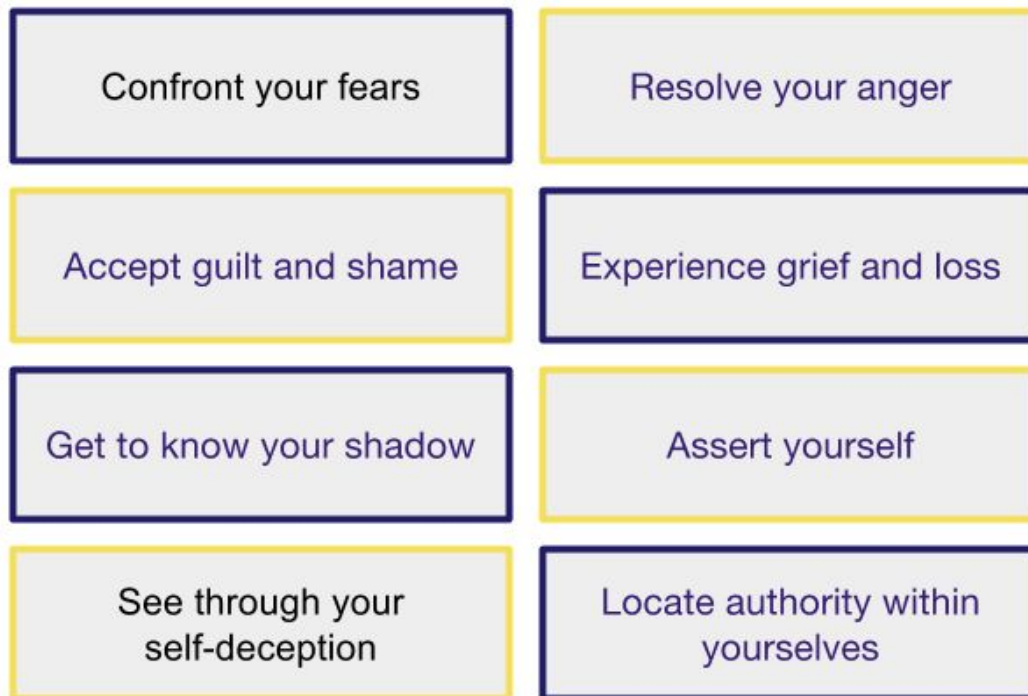 Confront your fears
Resolve your anger
Accept guilt and shame
Experience grief and loss
Get to know your shadow
Assert yourself
See through your
self-deception
Locate authority within
yourselves